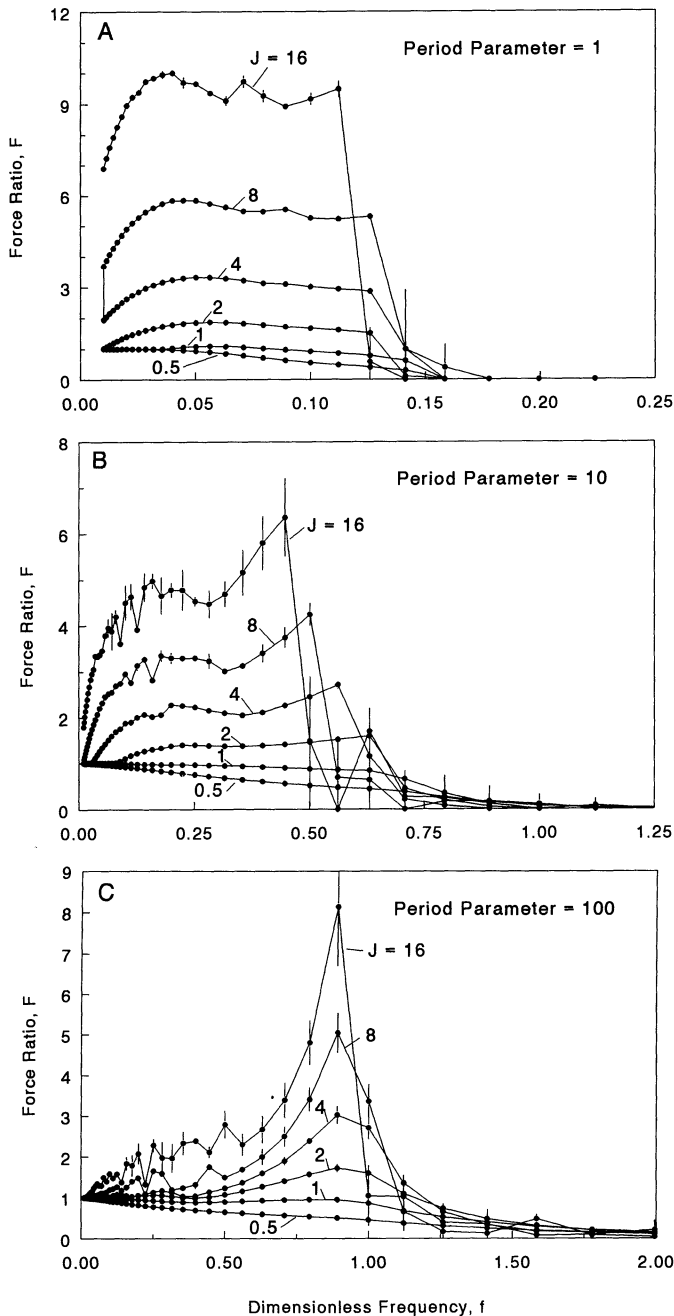 A
Period Parameter = 1
J = 16
8
4
2
1
0.5
Force Ratio, F
12
9
6
3
0
0.00 0.05 0.10 0.15 0.20 0.25
B
Period Parameter = 10
J = 16
8
4
2
1
0.5
Force Ratio, F
8
6
4
2
0
0.00 0.25 0.50 0.75 1.00 1.25
C
Period Parameter = 100
J = 16
8
4
2
1
0.5
Force Ratio, F
9
8
7
6
5
4
3
2
1
0
0.00 0.50 1.00 1.50 2.00
Dimensionless Frequency, f